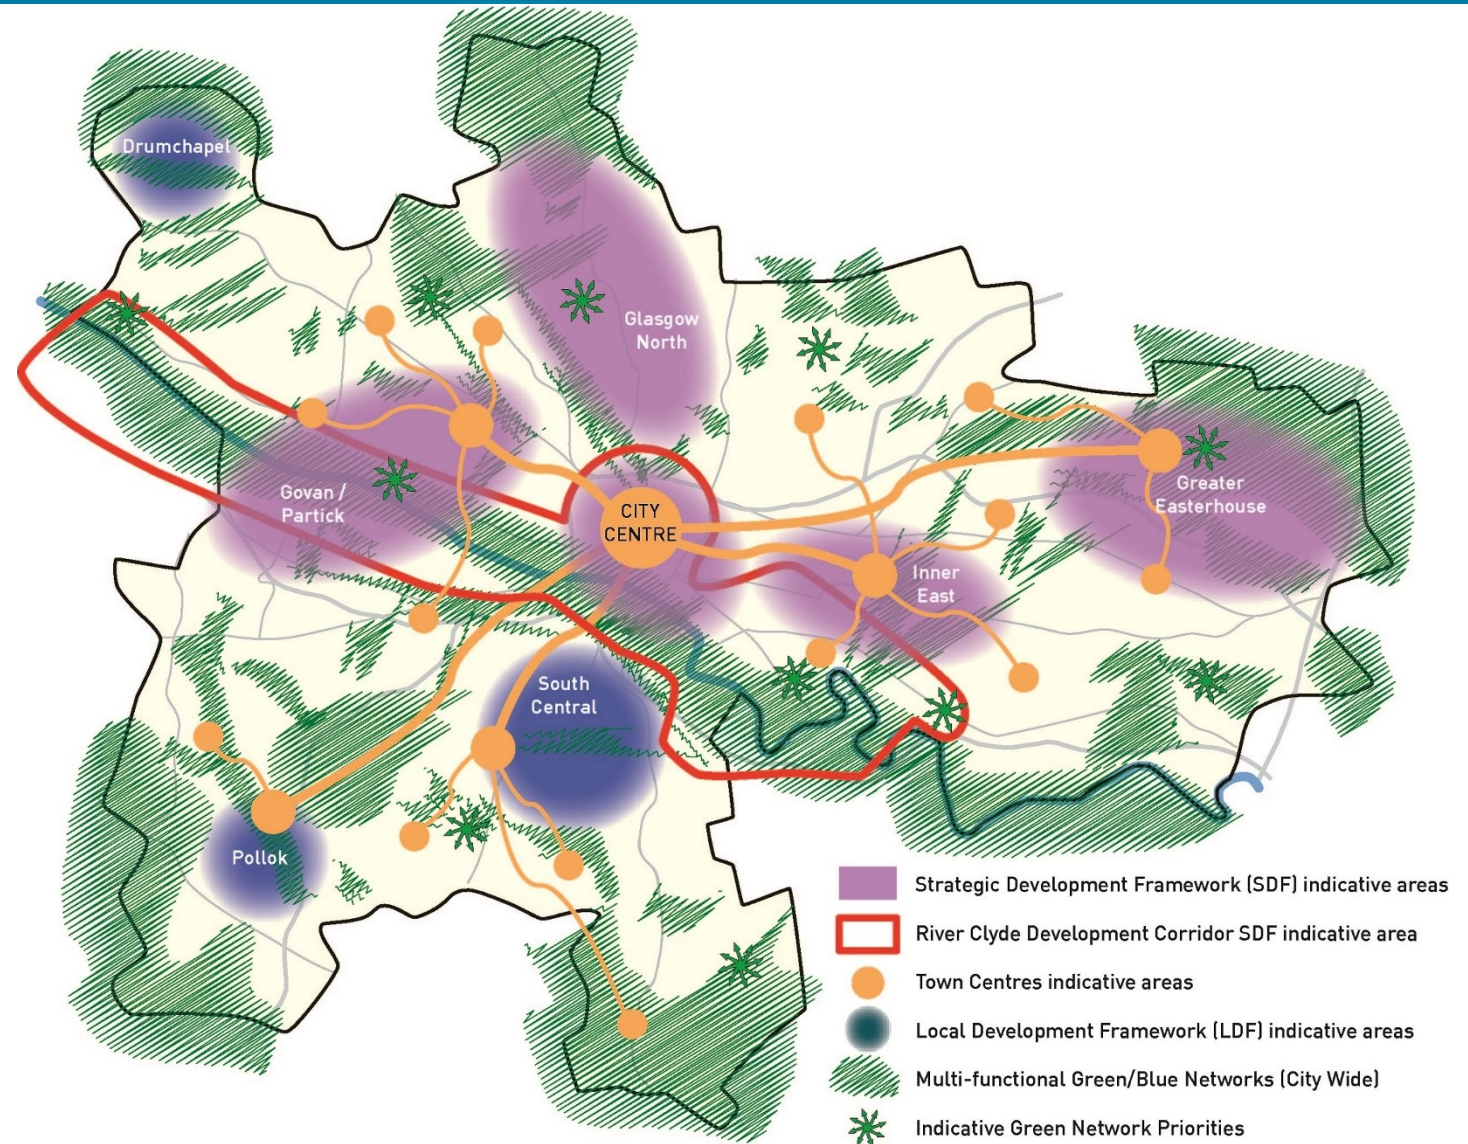 Drumchapel
Glasgow
North
Govan /
Partick
CITY
CENTRE
Greater
Easterhouse
Inner
East
South
Central
Pollok
Strategic Development Framework (SDF) indicative areas
River Clyde Development Corridor SDF indicative area
Town Centres indicative areas
Local Development Framework (LDF) indicative areas
Multi-functional Green/Blue Networks (City Wide)
Indicative Green Network Priorities